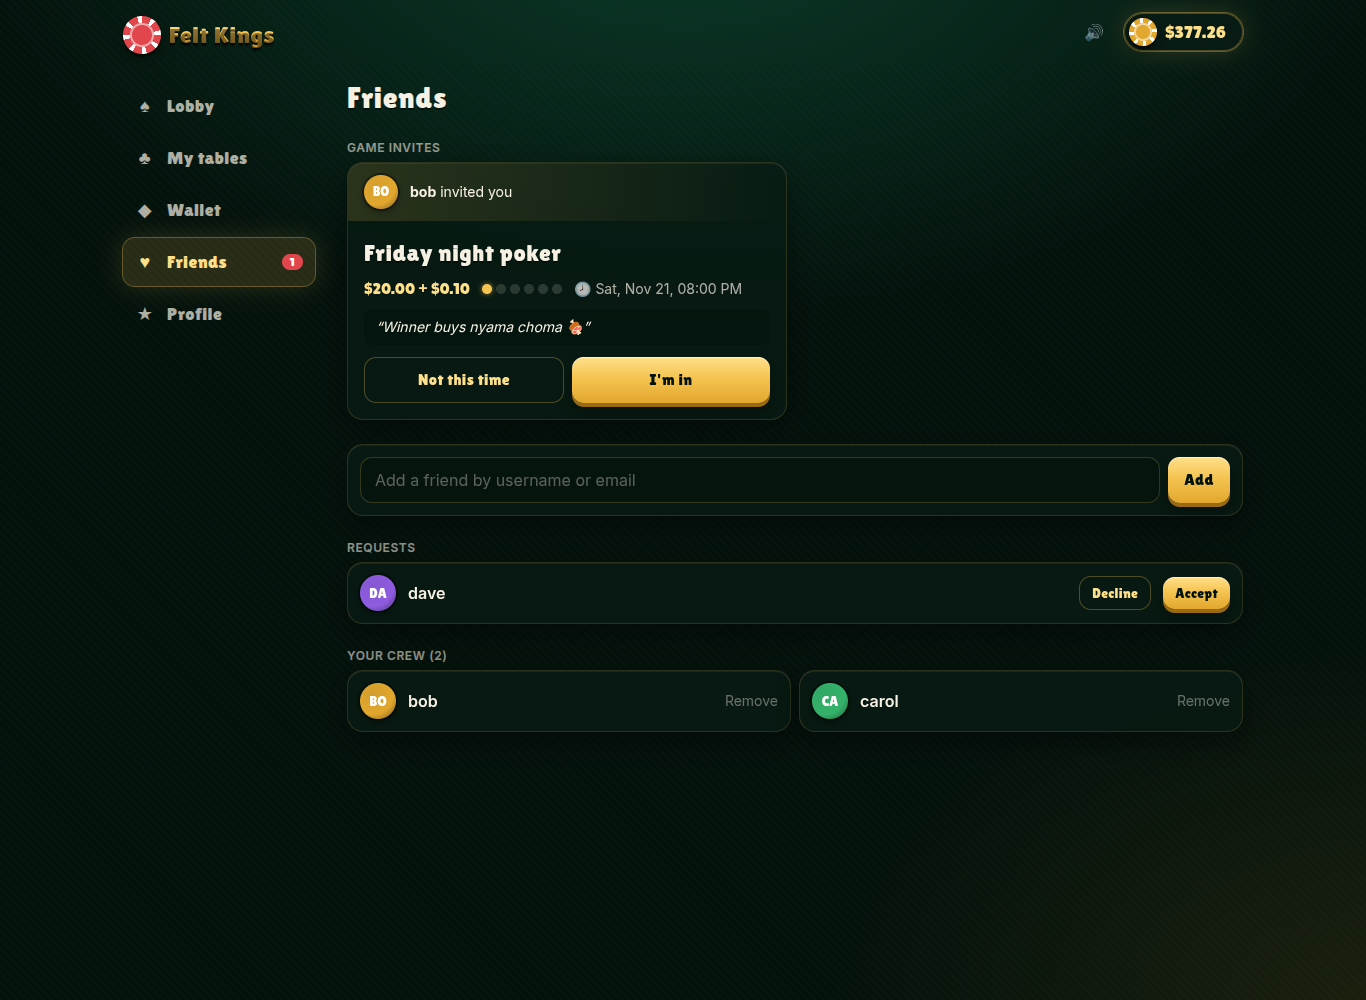 Felt Kings
$377.26
Lobby
My tables
Wallet
Friends
1
Profile
Friends
GAME INVITES
BO
bob invited you
Friday night poker
$20.00 + $0.10
Sat, Nov 21, 08:00 PM
“Winner buys nyama choma 🍖”
Not this time
I'm in
Add a friend by username or email
Add
REQUESTS
DA
dave
Decline
Accept
YOUR CREW (2)
BO
bob
Remove
CA
carol
Remove